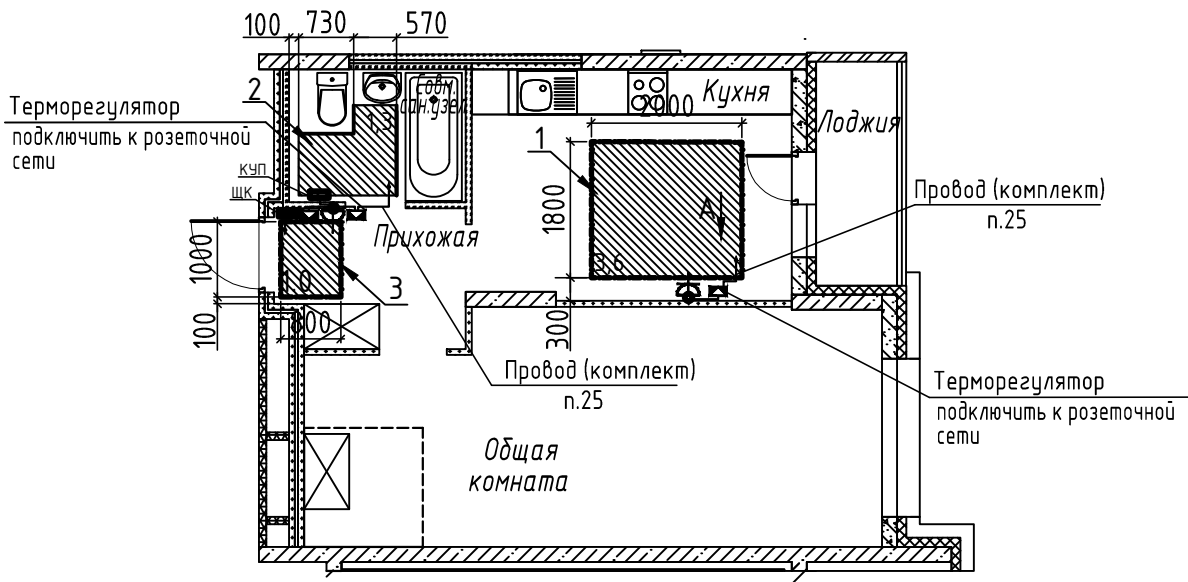 100 730 570
Терморегулятор
подключить к розеточной
сети
2
Совм.
сан.узел
1,3
Кухня
2000
Лоджия
1
КУП
ЩК
1800
А
Провод (комплект)
п.25
Прихожая
1000
3,6
1,0
3
100
800
300
Провод (комплект)
п.25
Терморегулятор
подключить к розеточной
сети
Общая
комната